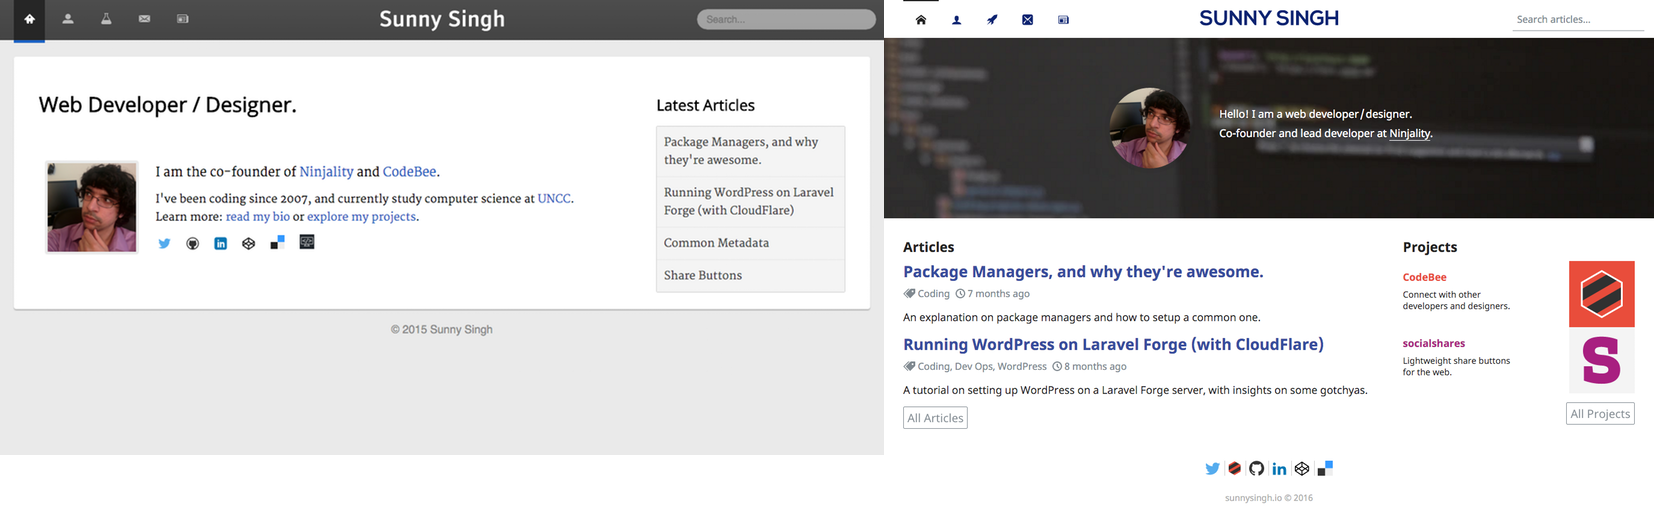 Sunny Singh
Search...
Web Developer / Designer.
I am the co-founder of Ninjality and CodeBee.
I've been coding since 2007, and currently study computer science at UNCC.
Learn more: read my bio or explore my projects.
Latest Articles
Package Managers, and why
they're awesome.
Running WordPress on Laravel
Forge (with CloudFlare)
Common Metadata
Share Buttons
© 2015 Sunny Singh
SUNNY SINGH
Search articles...
Hello! I am a web developer/designer.
Co-founder and lead developer at Ninjality.
Articles
Package Managers, and why they're awesome.
Coding 7 months ago
An explanation on package managers and how to setup a common one.
Running WordPress on Laravel Forge (with CloudFlare)
Coding, Dev Ops, WordPress 8 months ago
A tutorial on setting up WordPress on a Laravel Forge server, with insights on some gotchyas.
All Articles
Projects
CodeBee
Connect with other
developers and designers.
socialshares
Lightweight share buttons
for the web.
S
All Projects
sunnysingh.io © 2016